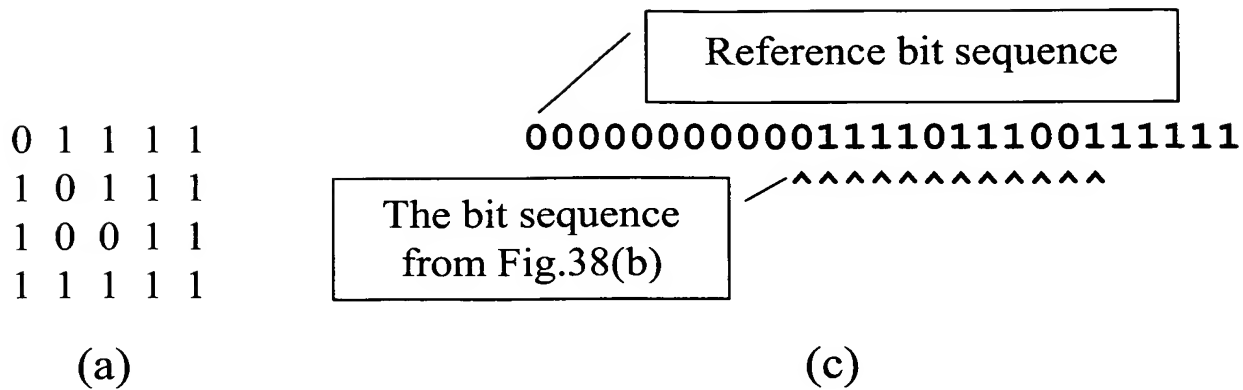 Reference bit sequence
0 1 1 1 1
1 0 1 1 1
1 0 0 1 1
1 1 1 1 1
000000000001111011100111111
^^^^^^^^^^^^
The bit sequence
from Fig.38(b)
(a)
(c)